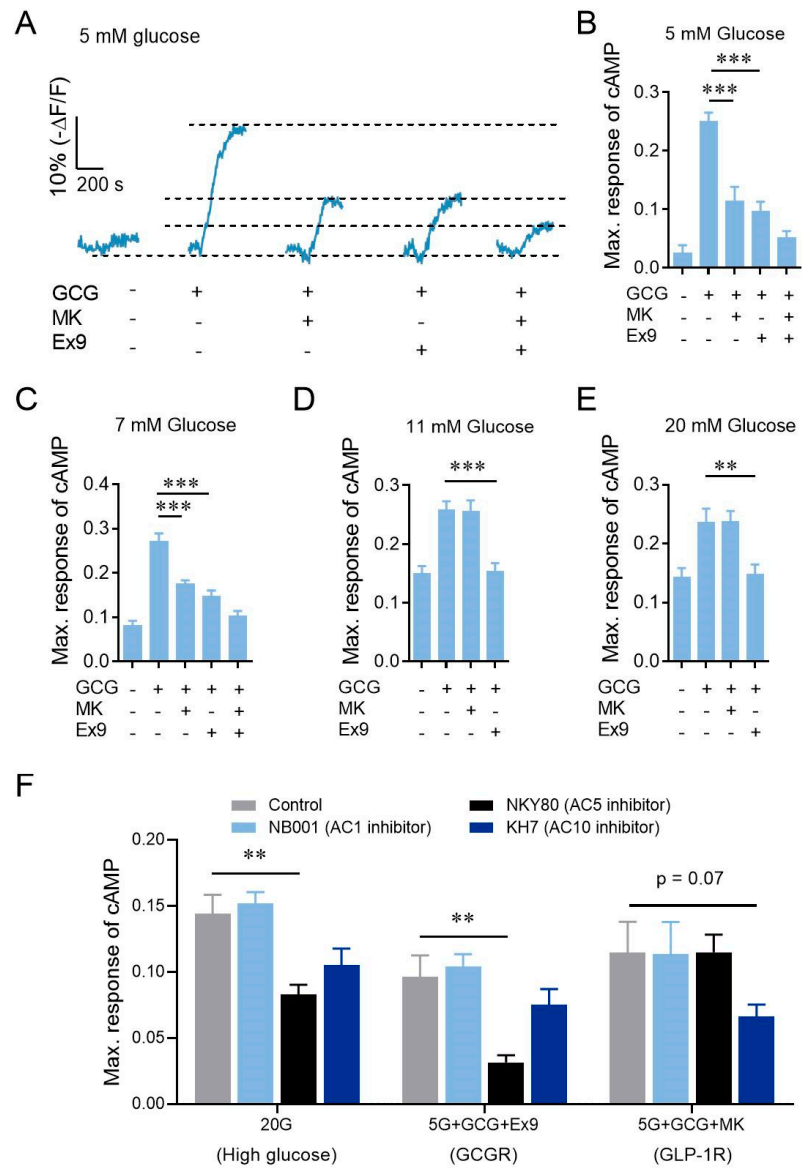 A
5 mM glucose
10% (-ΔF/F)
200 s
GCG - + + + +
MK - - + - +
Ex9 - - - + +
B
5 mM Glucose
Max. response of cAMP
***
***
0.3
0.2
0.1
0.0
GCG - + + + +
MK - - + - +
Ex9 - - - + +
C
7 mM Glucose
Max. response of cAMP
***
***
0.4
0.3
0.2
0.1
0.0
GCG - + + + +
MK - - + - +
Ex9 - - - + +
D
11 mM Glucose
Max. response of cAMP
***
0.3
0.2
0.1
0.0
GCG - + + +
MK - - + -
Ex9 - - - +
E
20 mM Glucose
Max. response of cAMP
**
0.3
0.2
0.1
0.0
GCG - + + +
MK - - + -
Ex9 - - - +
F
Control
NB001 (AC1 inhibitor)
NKY80 (AC5 inhibitor)
KH7 (AC10 inhibitor)
Max. response of cAMP
0.20
0.15
0.10
0.05
0.00
**
**
p = 0.07
20G
(High glucose)
5G+GCG+Ex9
(GCGR)
5G+GCG+MK
(GLP-1R)